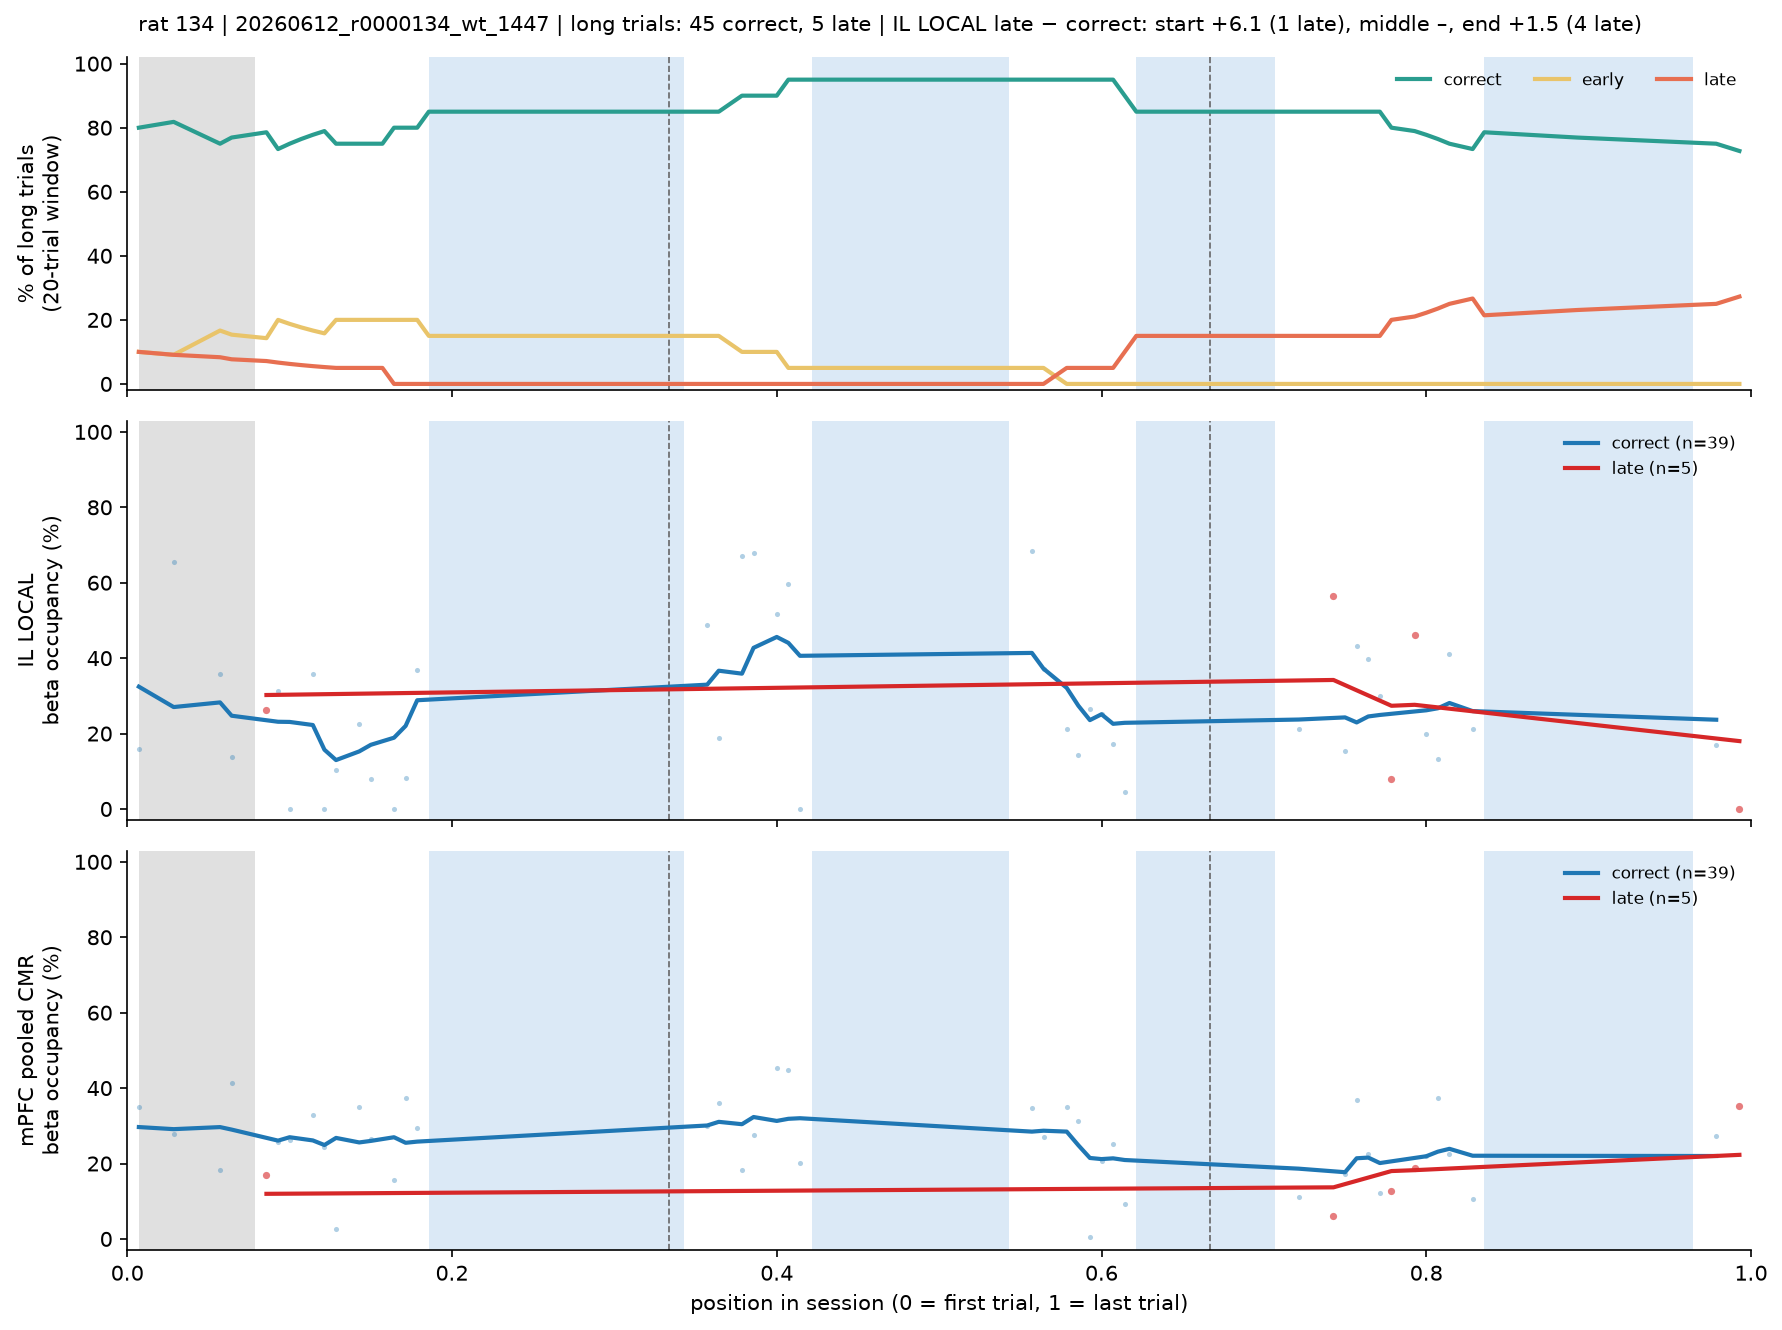 rat 134 | 20260612_r0000134_wt_1447 | long trials: 45 correct, 5 late | IL LOCAL late − correct: start +6.1 (1 late), middle –, end +1.5 (4 late)
% of long trials
(20-trial window)
100
80
60
40
20
0
correct
early
late
IL LOCAL
beta occupancy (%)
100
80
60
40
20
0
correct (n=39)
late (n=5)
mPFC pooled CMR
beta occupancy (%)
100
80
60
40
20
0
correct (n=39)
late (n=5)
0.0 0.2 0.4 0.6 0.8 1.0
position in session (0 = first trial, 1 = last trial)